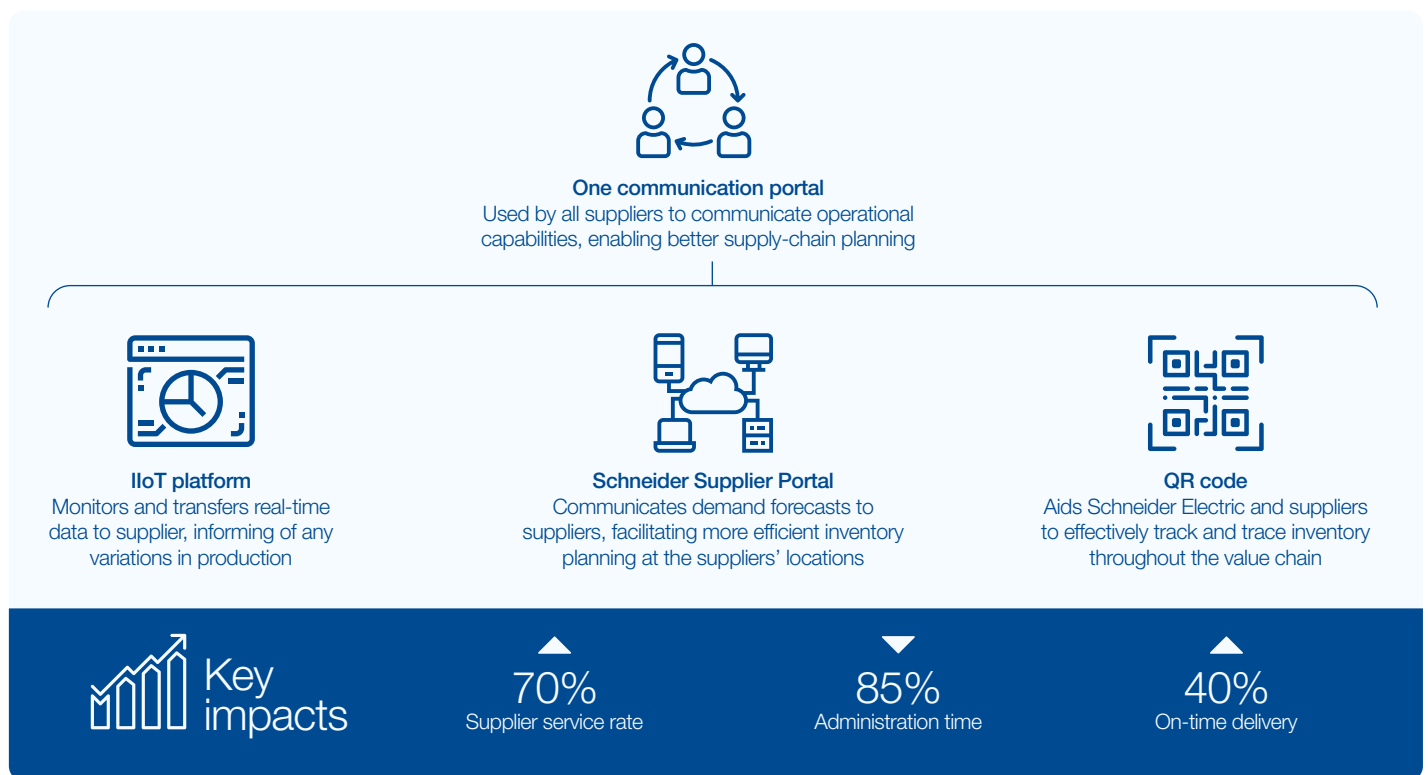 One communication portal
Used by all suppliers to communicate operational
capabilities, enabling better supply-chain planning
IIoT platform
Monitors and transfers real-time
data to supplier, informing of any
variations in production
Schneider Supplier Portal
Communicates demand forecasts to
suppliers, facilitating more efficient inventory
planning at the suppliers’ locations
QR code
Aids Schneider Electric and suppliers
to effectively track and trace inventory
throughout the value chain
Key
impacts
70%
Supplier service rate
85%
Administration time
40%
On-time delivery